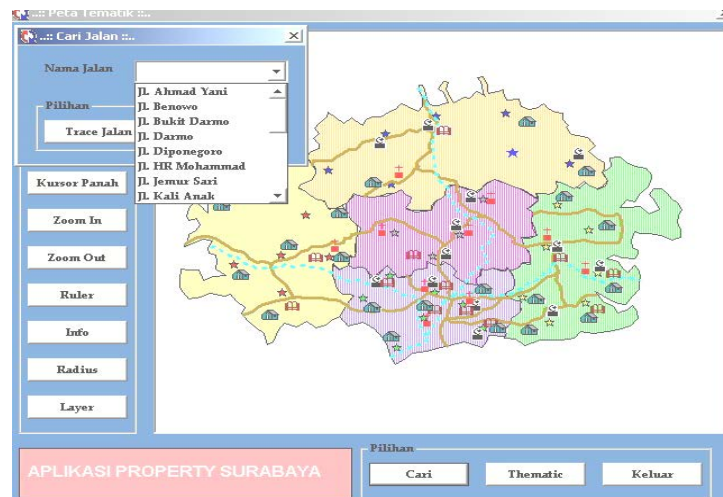 ..:: Peta Tematik ::..
..:: Cari Jalan ::..
Nama Jalan
Jl. Ahmad Yani
Jl. Benowo
Jl. Bukit Darmo
Jl. Darmo
Jl. Diponegoro
Jl. HR Mohammad
Jl. Jemur Sari
Jl. Kali Anak
Pilihan
Trace Jalan
Kursor Panah
Zoom In
Zoom Out
Ruler
Info
Radius
Layer
APLIKASI PROPERTY SURABAYA
Pilihan
Cari
Thematic
Keluar